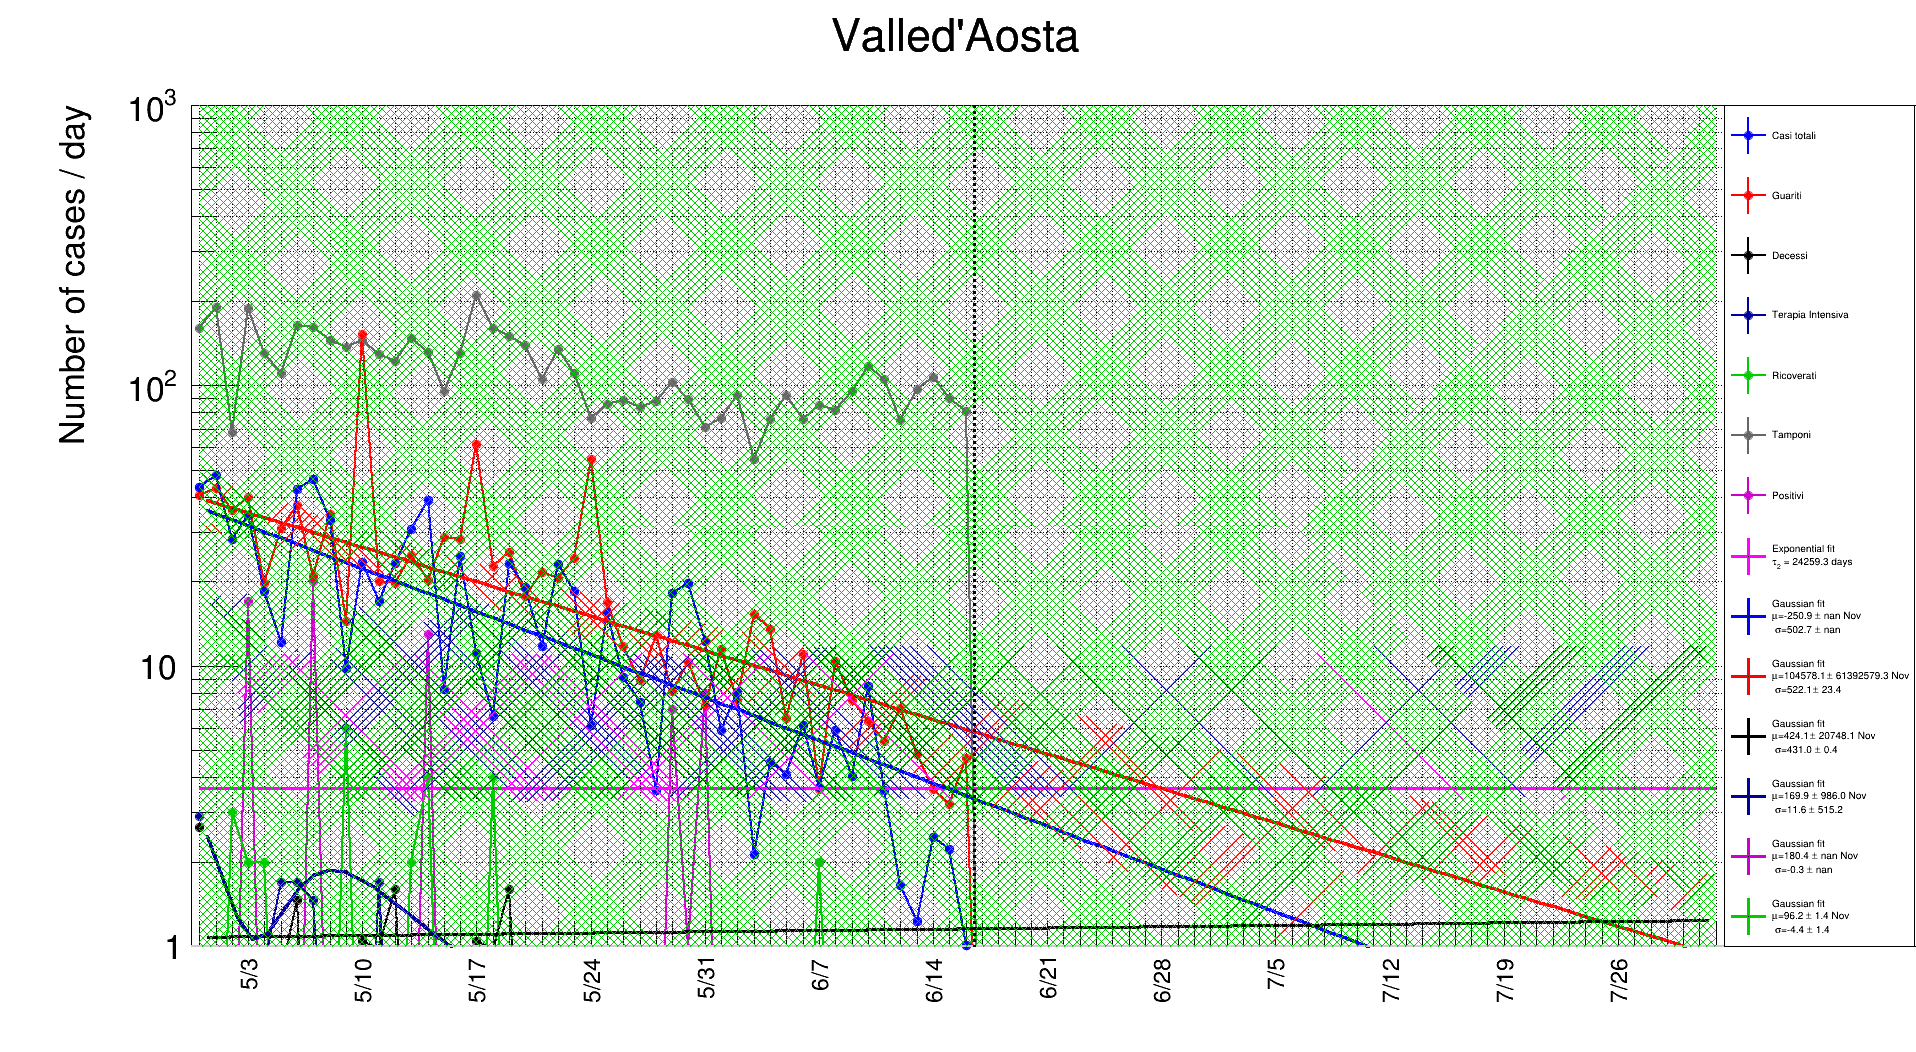 Valled'Aosta
Number of cases / day
10³
10²
10
1
5/3
5/10
5/17
5/24
5/31
6/7
6/14
6/21
6/28
7/5
7/12
7/19
7/26
Casi totali
Guariti
Decessi
Terapia Intensiva
Ricoverati
Tamponi
Positivi
Exponential fit
τ₂ = 24259.3 days
Gaussian fit
μ=-250.9 ± nan Nov
σ=502.7 ± nan
Gaussian fit
μ=104578.1 ± 61392579.3 Nov
σ=522.1 ± 23.4
Gaussian fit
μ=424.1 ± 20748.1 Nov
σ=431.0 ± 0.4
Gaussian fit
μ=169.9 ± 986.0 Nov
σ=11.6 ± 515.2
Gaussian fit
μ=180.4 ± nan Nov
σ=-0.3 ± nan
Gaussian fit
μ=96.2 ± 1.4 Nov
σ=-4.4 ± 1.4